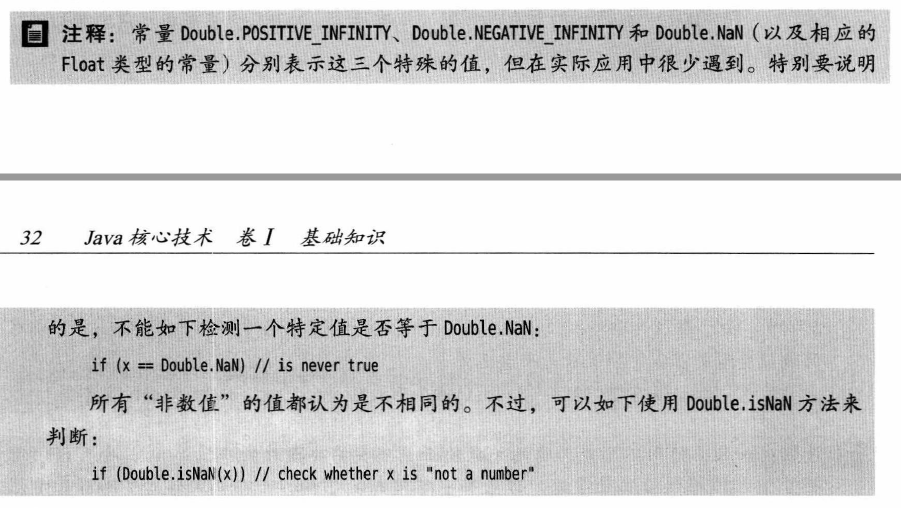 注释：常量 Double.POSITIVE_INFINITY、Double.NEGATIVE_INFINITY 和 Double.NaN（以及相应的
Float 类型的常量）分别表示这三个特殊的值，但在实际应用中很少遇到。特别要说明
32 Java 核心技术 卷 I 基础知识
的是，不能如下检测一个特定值是否等于 Double.NaN：
if (x == Double.NaN) // is never true
所有“非数值”的值都认为是不相同的。不过，可以如下使用 Double.isNaN 方法来
判断：
if (Double.isNaN(x)) // check whether x is "not a number"